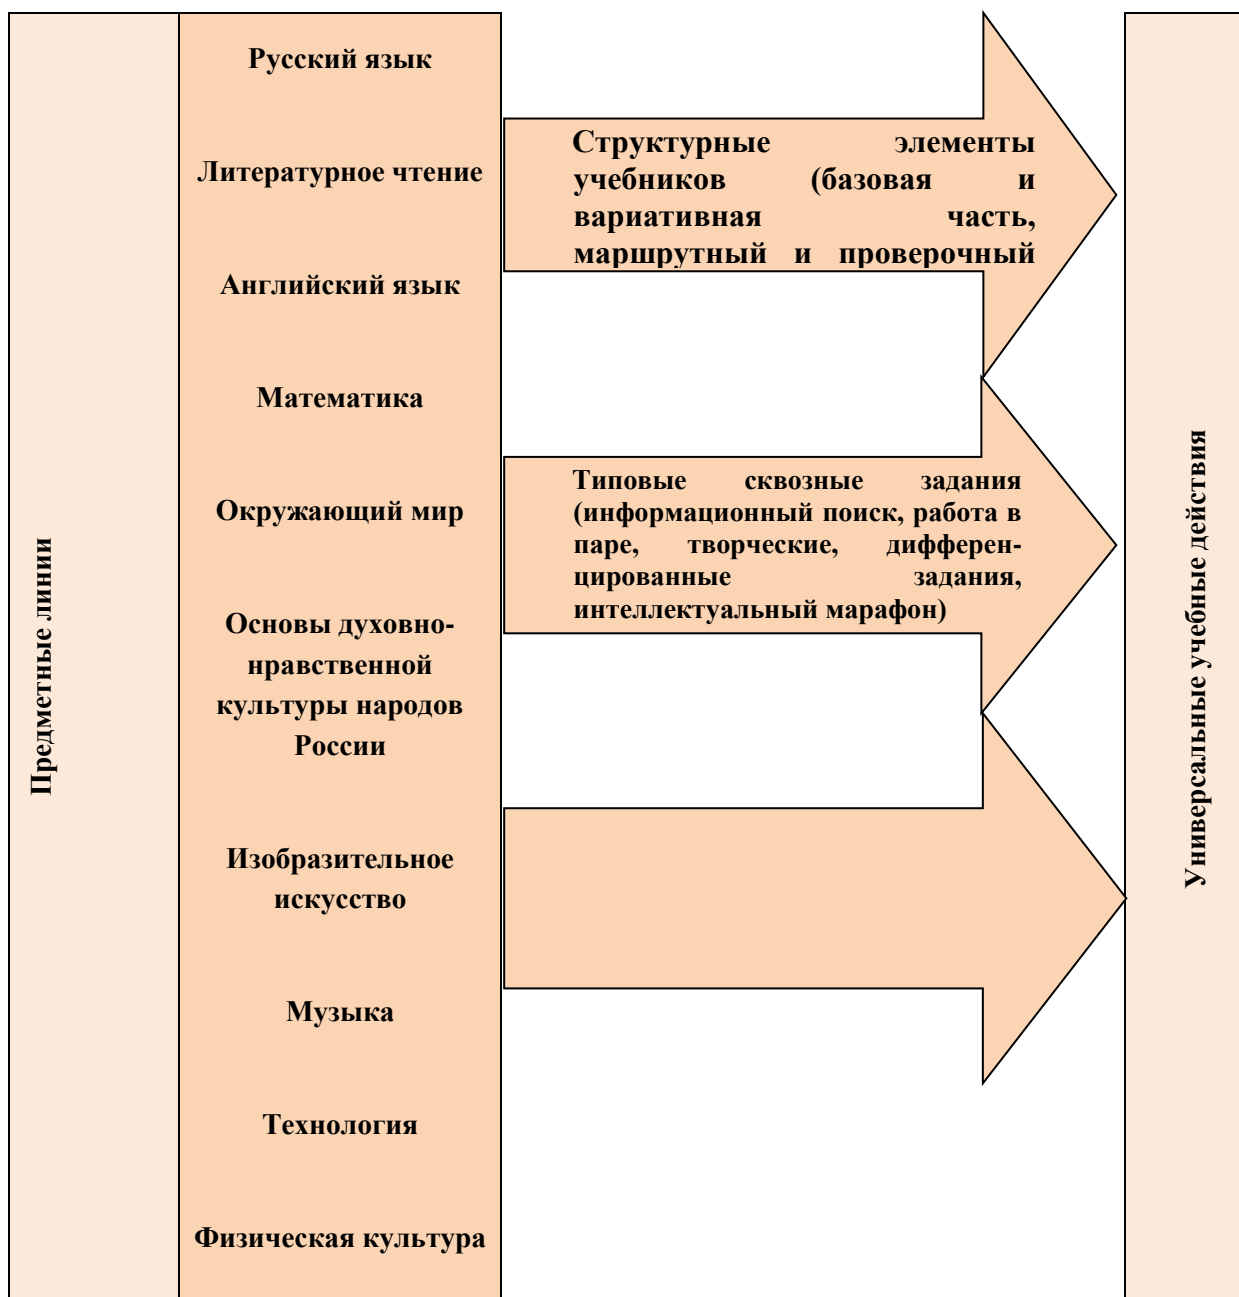 Предметные линии
Русский язык
Литературное чтение
Английский язык
Математика
Окружающий мир
Основы духовно-
нравственной
культуры народов
России
Изобразительное
искусство
Музыка
Технология
Физическая культура
Структурные элементы
учебников (базовая и
вариативная часть,
маршрутный и проверочный
Типовые сквозные задания
(информационный поиск, работа в
паре, творческие, дифферен-
цированные задания,
интеллектуальный марафон)
Универсальные учебные действия